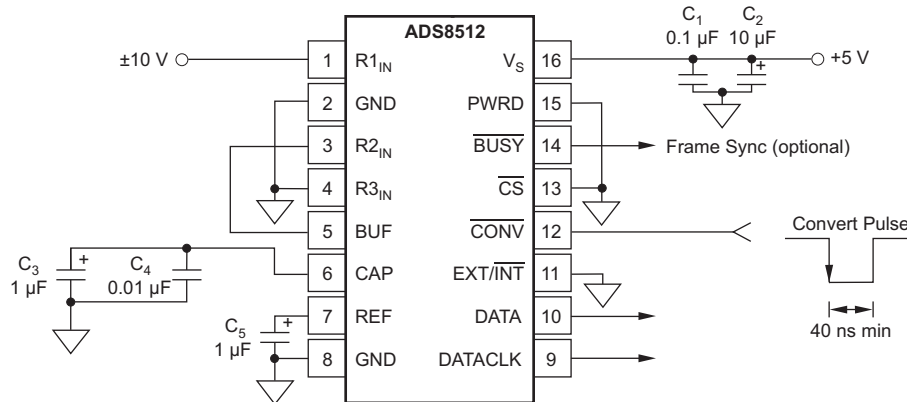 ADS8512
±10 V
1 R1IN
2 GND
3 R2IN
4 R3IN
5 BUF
6 CAP
7 REF
8 GND
VS 16
PWRD 15
BUSY 14
CS 13
CONV 12
EXT/INT 11
DATA 10
DATACLK 9
C1
0.1 µF
C2
10 µF
+
+5 V
Frame Sync (optional)
Convert Pulse
40 ns min
C3
1 µF
+
C4
0.01 µF
C5
1 µF
+